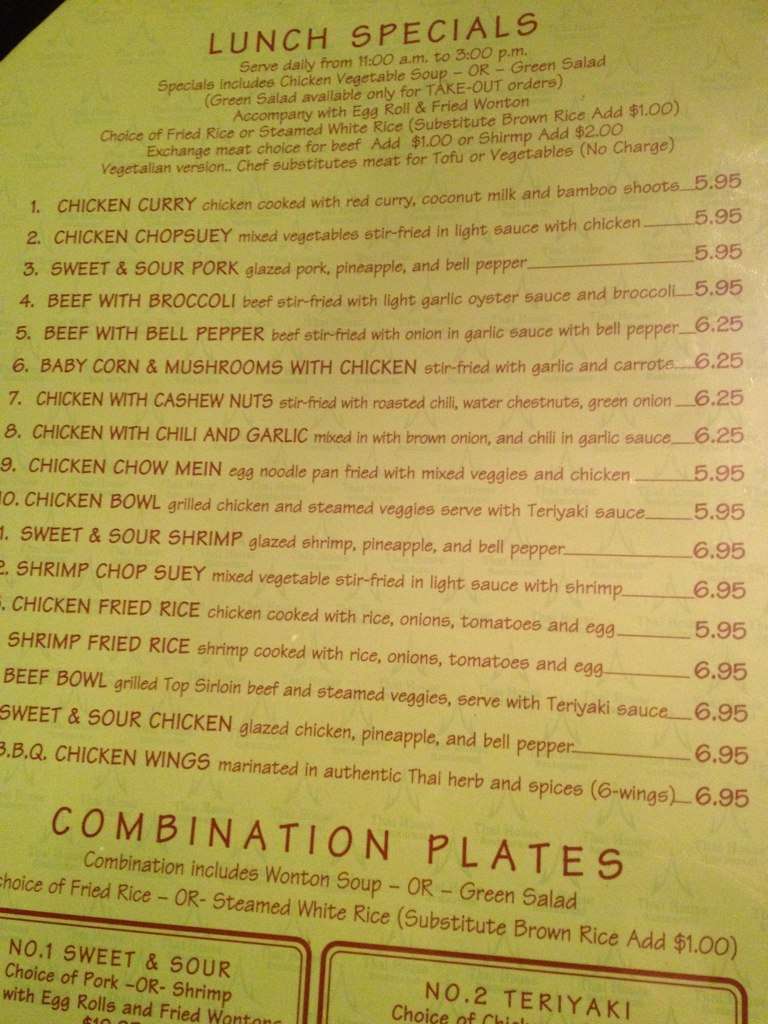 LUNCH SPECIALS
Serve daily from 11:00 a.m. to 3:00 p.m.
Specials includes Chicken Vegetable Soup – OR – Green Salad
(Green Salad available only for TAKE-OUT orders)
Accompany with Egg Roll & Fried Wonton
Choice of Fried Rice or Steamed White Rice (Substitute Brown Rice Add $1.00)
Exchange meat choice for beef Add $1.00 or Shirmp Add $2.00
Vegetalian version.. Chef substitutes meat for Tofu or Vegetables (No Charge)
1. CHICKEN CURRY chicken cooked with red curry, coconut milk and bamboo shoots 5.95
2. CHICKEN CHOPSUEY mixed vegetables stir-fried in light sauce with chicken 5.95
3. SWEET & SOUR PORK glazed pork, pineapple, and bell pepper 5.95
4. BEEF WITH BROCCOLI beef stir-fried with light garlic oyster sauce and broccoli 5.95
5. BEEF WITH BELL PEPPER beef stir-fried with onion in garlic sauce with bell pepper 6.25
6. BABY CORN & MUSHROOMS WITH CHICKEN stir-fried with garlic and carrots 6.25
7. CHICKEN WITH CASHEW NUTS stir-fried with roasted chili, water chestnuts, green onion 6.25
8. CHICKEN WITH CHILI AND GARLIC mixed in with brown onion, and chili in garlic sauce 6.25
9. CHICKEN CHOW MEIN egg noodle pan fried with mixed veggies and chicken 5.95
0. CHICKEN BOWL grilled chicken and steamed veggies serve with Teriyaki sauce 5.95
1. SWEET & SOUR SHRIMP glazed shrimp, pineapple, and bell pepper 6.95
2. SHRIMP CHOP SUEY mixed vegetable stir-fried in light sauce with shrimp 6.95
. CHICKEN FRIED RICE chicken cooked with rice, onions, tomatoes and egg 5.95
SHRIMP FRIED RICE shrimp cooked with rice, onions, tomatoes and egg 6.95
BEEF BOWL grilled Top Sirloin beef and steamed veggies, serve with Teriyaki sauce 6.95
SWEET & SOUR CHICKEN glazed chicken, pineapple, and bell pepper 6.95
B.B.Q. CHICKEN WINGS marinated in authentic Thai herb and spices (6-wings) 6.95
COMBINATION PLATES
Combination includes Wonton Soup – OR – Green Salad
choice of Fried Rice – OR- Steamed White Rice (Substitute Brown Rice Add $1.00)
NO.1 SWEET & SOUR
Choice of Pork –OR- Shrimp
with Egg Rolls and Fried Wontons
NO.2 TERIYAKI
Choice of